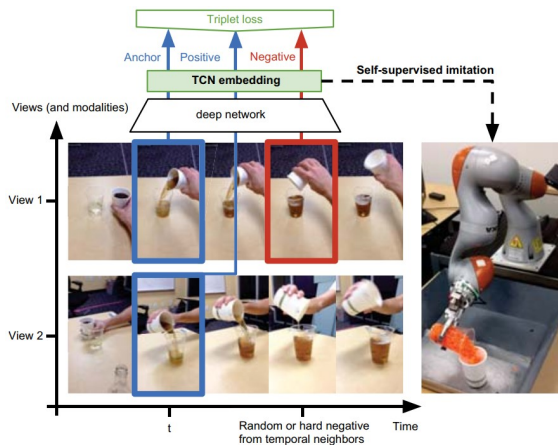 Triplet loss
Anchor Positive Negative
TCN embedding
Self-supervised imitation
Views (and modalities)
deep network
View 1
View 2
t
Random or hard negative
from temporal neighbors
Time